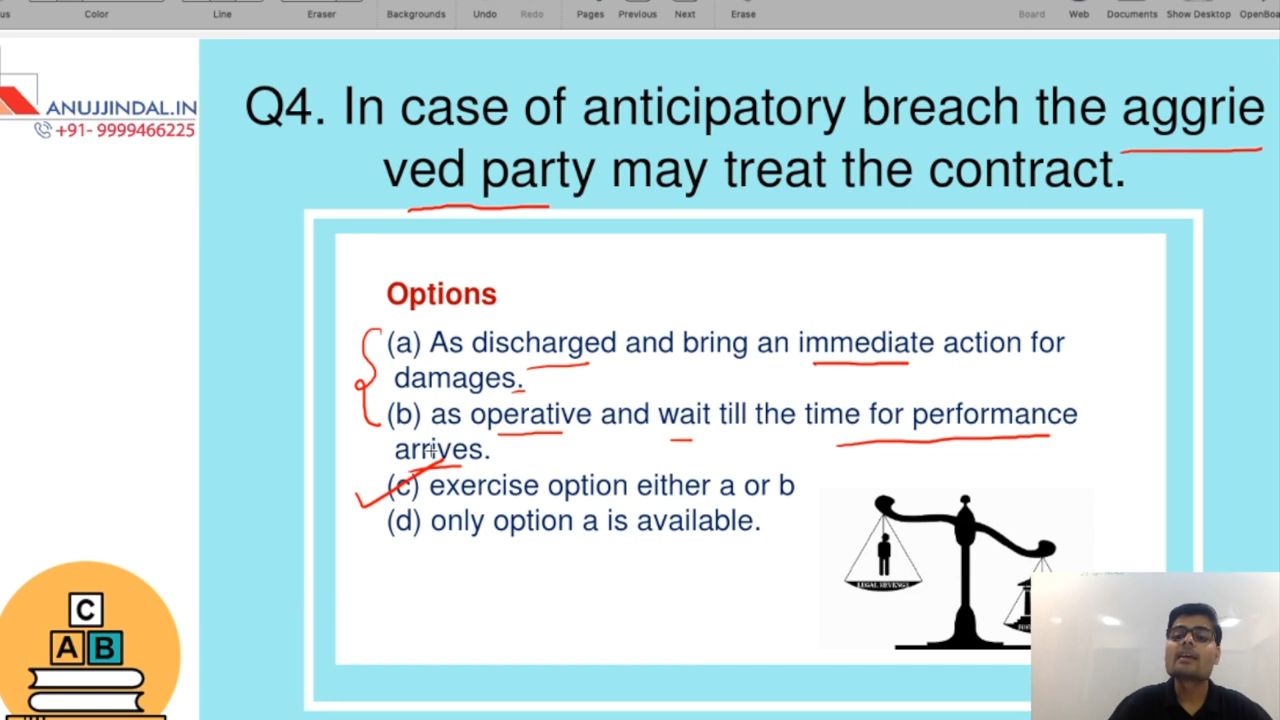 Color Line Eraser Backgrounds Undo Redo Pages Previous Next Erase Board Web Documents Show Desktop
ANUJJINDAL.IN
+91- 9999466225
Q4. In case of anticipatory breach the aggrie
ved party may treat the contract.
Options
(a) As discharged and bring an immediate action for
damages.
(b) as operative and wait till the time for performance
arrives.
(c) exercise option either a or b
(d) only option a is available.
LEGAL REVENGE
C
A B